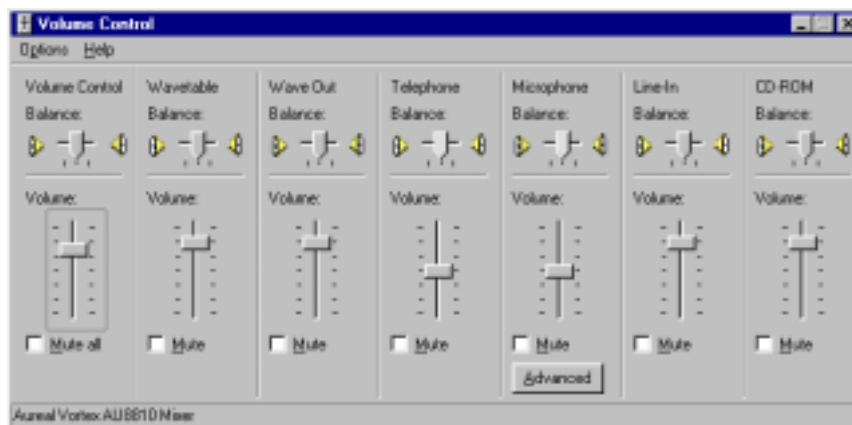 Volume Control
Options Help
Volume Control Wavetable Wave Out Telephone Microphone Line-In CD-ROM
Balance: Balance: Balance: Balance: Balance: Balance: Balance:
Volume: Volume: Volume: Volume: Volume: Volume: Volume:
Mute all Mute Mute Mute Mute Mute Mute
Advanced
Aureal Vortex AU8810 Mixer